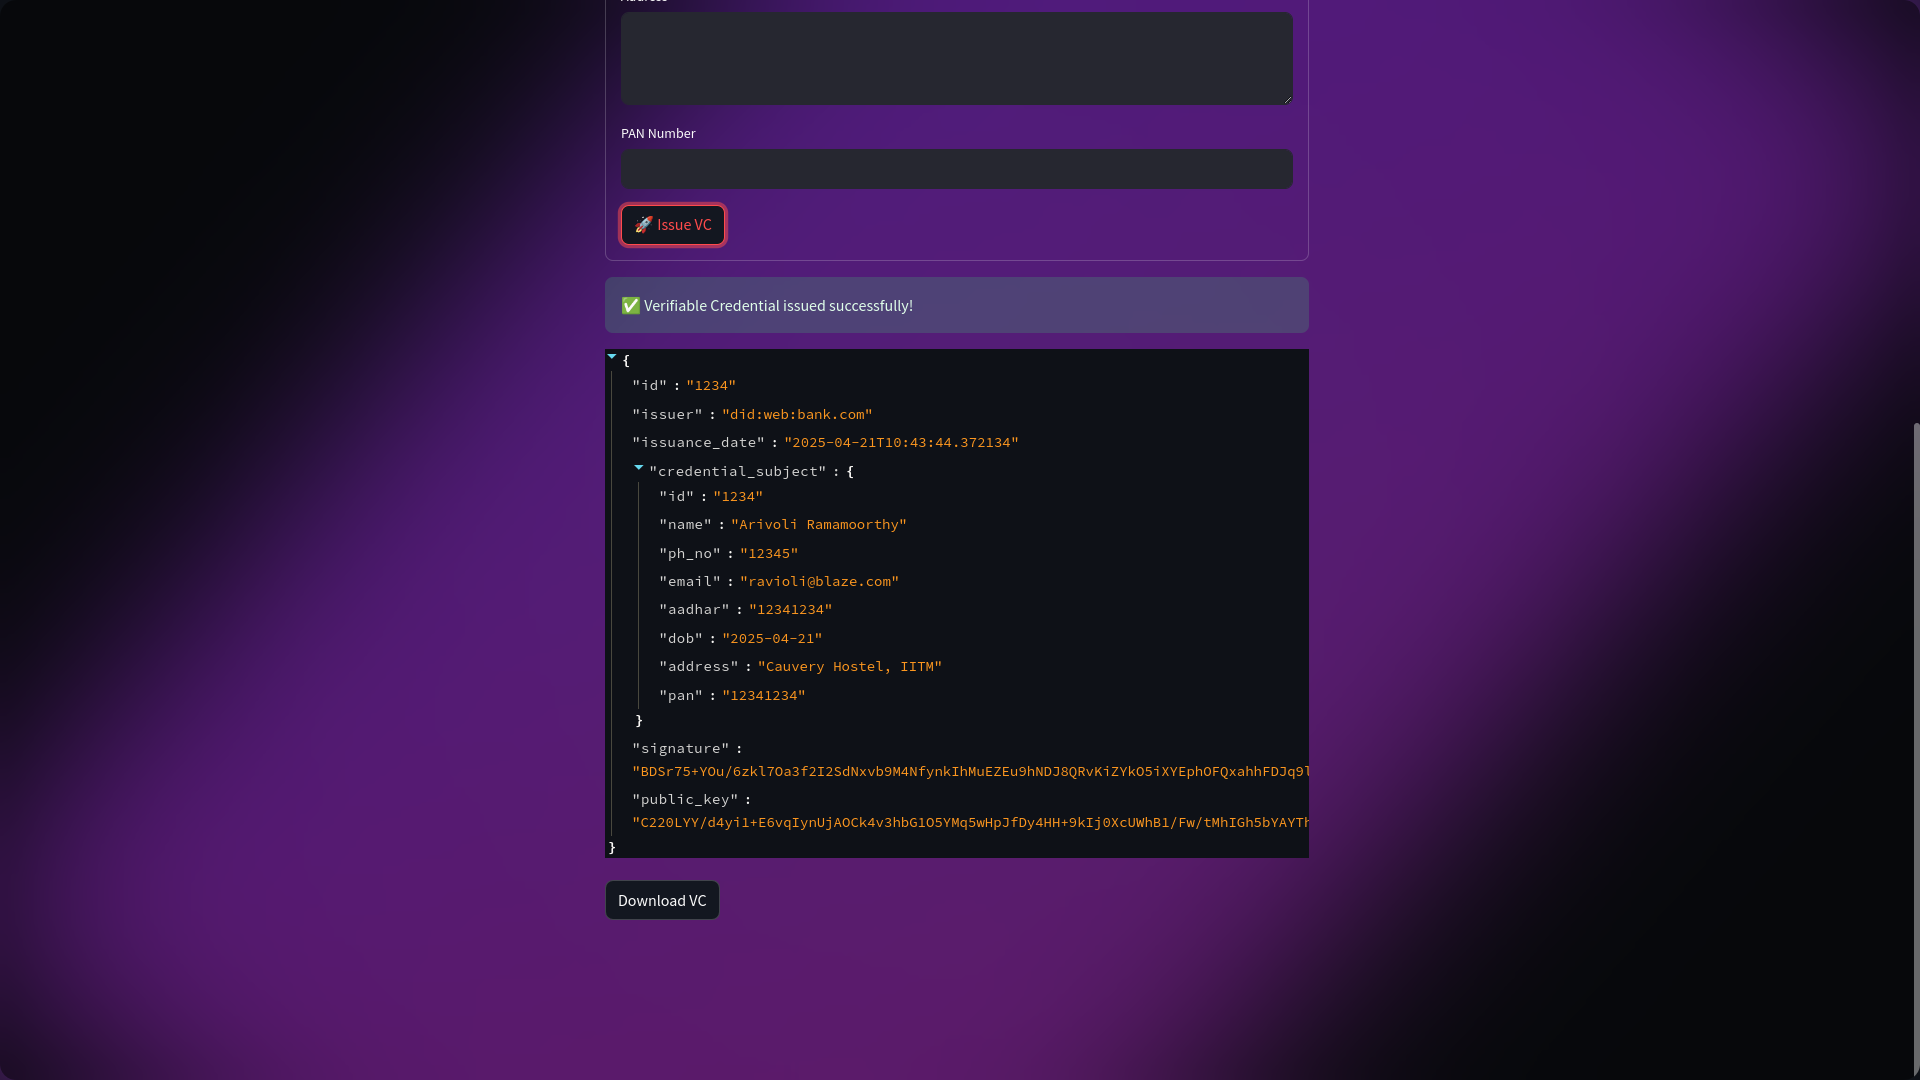 PAN Number
🚀 Issue VC
✅ Verifiable Credential issued successfully!
{
"id" : "1234"
"issuer" : "did:web:bank.com"
"issuance_date" : "2025-04-21T10:43:44.372134"
"credential_subject" : {
"id" : "1234"
"name" : "Arivoli Ramamoorthy"
"ph_no" : "12345"
"email" : "ravioli@blaze.com"
"aadhar" : "12341234"
"dob" : "2025-04-21"
"address" : "Cauvery Hostel, IITM"
"pan" : "12341234"
}
"signature" :
"BDSr75+YOu/6zkl7Oa3f2I2SdNxvb9M4NfynkIhMuEZEu9hNDJ8QRvKiZYkO5iXYEphOFQxahhFDJq9l
"public_key" :
"C220LYY/d4yi1+E6vqIynUjAOCk4v3hbG1O5YMq5wHpJfDy4HH+9kIj0XcUWhB1/Fw/tMhIGh5bYAYTh
}
Download VC